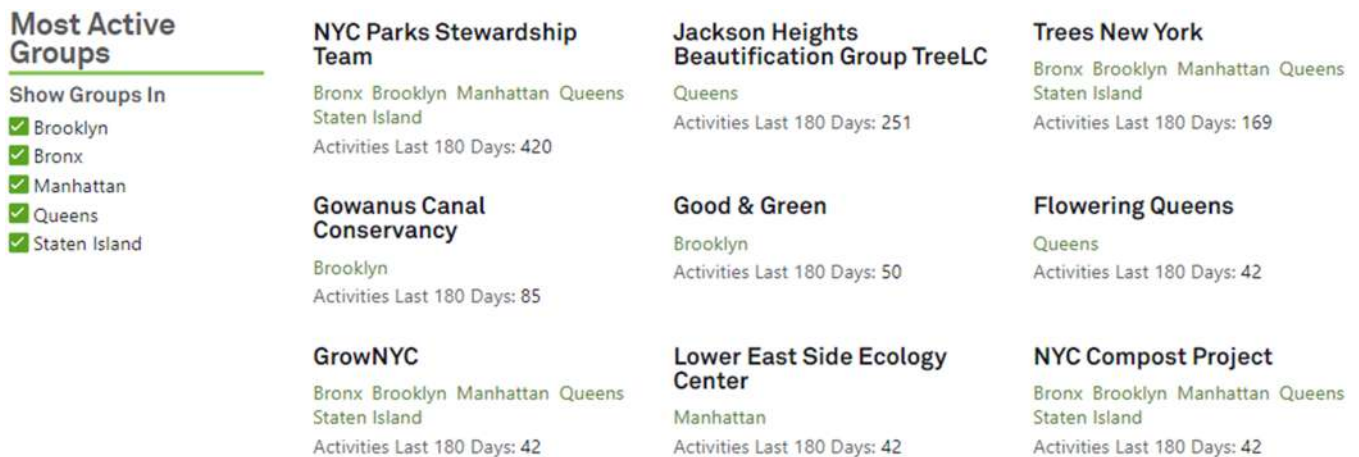 Most Active
Groups
Show Groups In
Brooklyn
Bronx
Manhattan
Queens
Staten Island
NYC Parks Stewardship
Team
Bronx Brooklyn Manhattan Queens
Staten Island
Activities Last 180 Days: 420
Jackson Heights
Beautification Group TreeLC
Queens
Activities Last 180 Days: 251
Trees New York
Bronx Brooklyn Manhattan Queens
Staten Island
Activities Last 180 Days: 169
Gowanus Canal
Conservancy
Brooklyn
Activities Last 180 Days: 85
Good & Green
Brooklyn
Activities Last 180 Days: 50
Flowering Queens
Queens
Activities Last 180 Days: 42
GrowNYC
Bronx Brooklyn Manhattan Queens
Staten Island
Activities Last 180 Days: 42
Lower East Side Ecology
Center
Manhattan
Activities Last 180 Days: 42
NYC Compost Project
Bronx Brooklyn Manhattan Queens
Staten Island
Activities Last 180 Days: 42